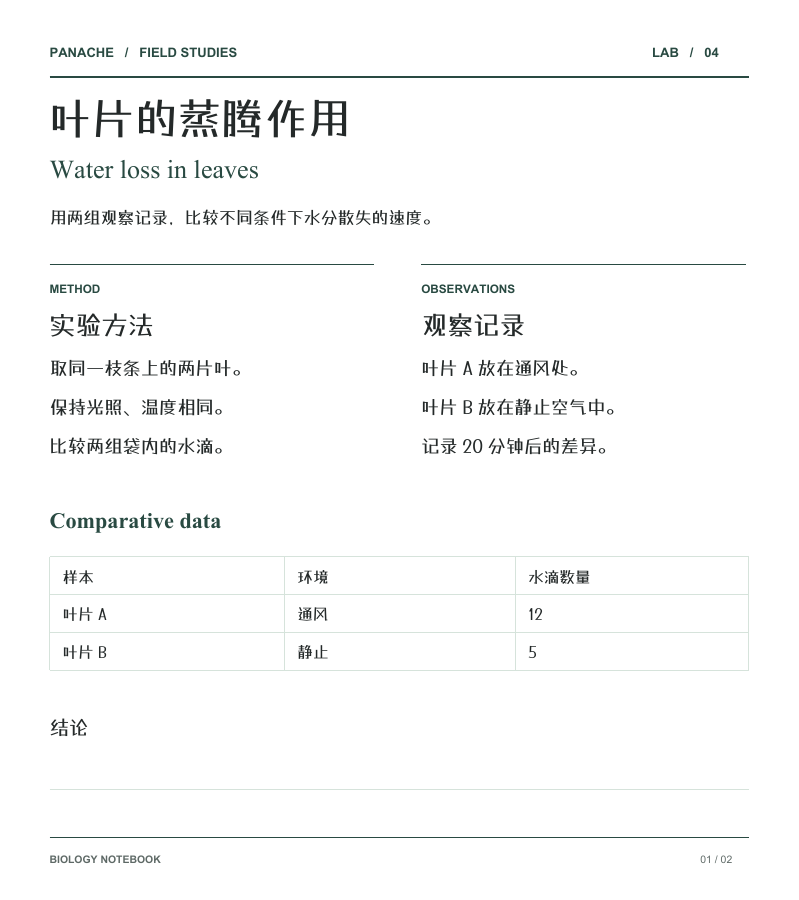 PANACHE / FIELD STUDIES
LAB / 04
叶片的蒸腾作用
Water loss in leaves
用两组观察记录，比较不同条件下水分散失的速度。
METHOD
实验方法
取同一枝条上的两片叶。
保持光照、温度相同。
比较两组袋内的水滴。
OBSERVATIONS
观察记录
叶片 A 放在通风处。
叶片 B 放在静止空气中。
记录 20 分钟后的差异。
Comparative data
样本 环境 水滴数量
叶片 A 通风 12
叶片 B 静止 5
结论
BIOLOGY NOTEBOOK
01 / 02